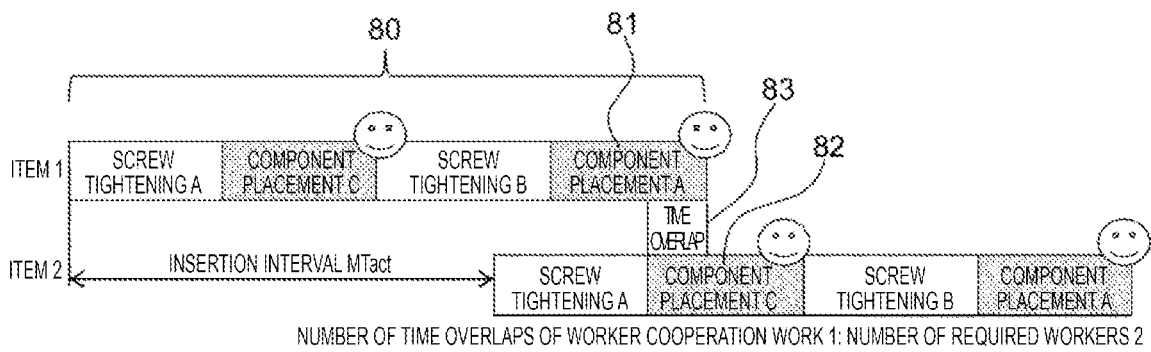 80
81
83
82
ITEM 1
SCREW TIGHTENING A
COMPONENT PLACEMENT C
SCREW TIGHTENING B
COMPONENT PLACEMENT A
TIME OVERLAP
ITEM 2
INSERTION INTERVAL MTact
SCREW TIGHTENING A
COMPONENT PLACEMENT C
SCREW TIGHTENING B
COMPONENT PLACEMENT A
NUMBER OF TIME OVERLAPS OF WORKER COOPERATION WORK 1: NUMBER OF REQUIRED WORKERS 2